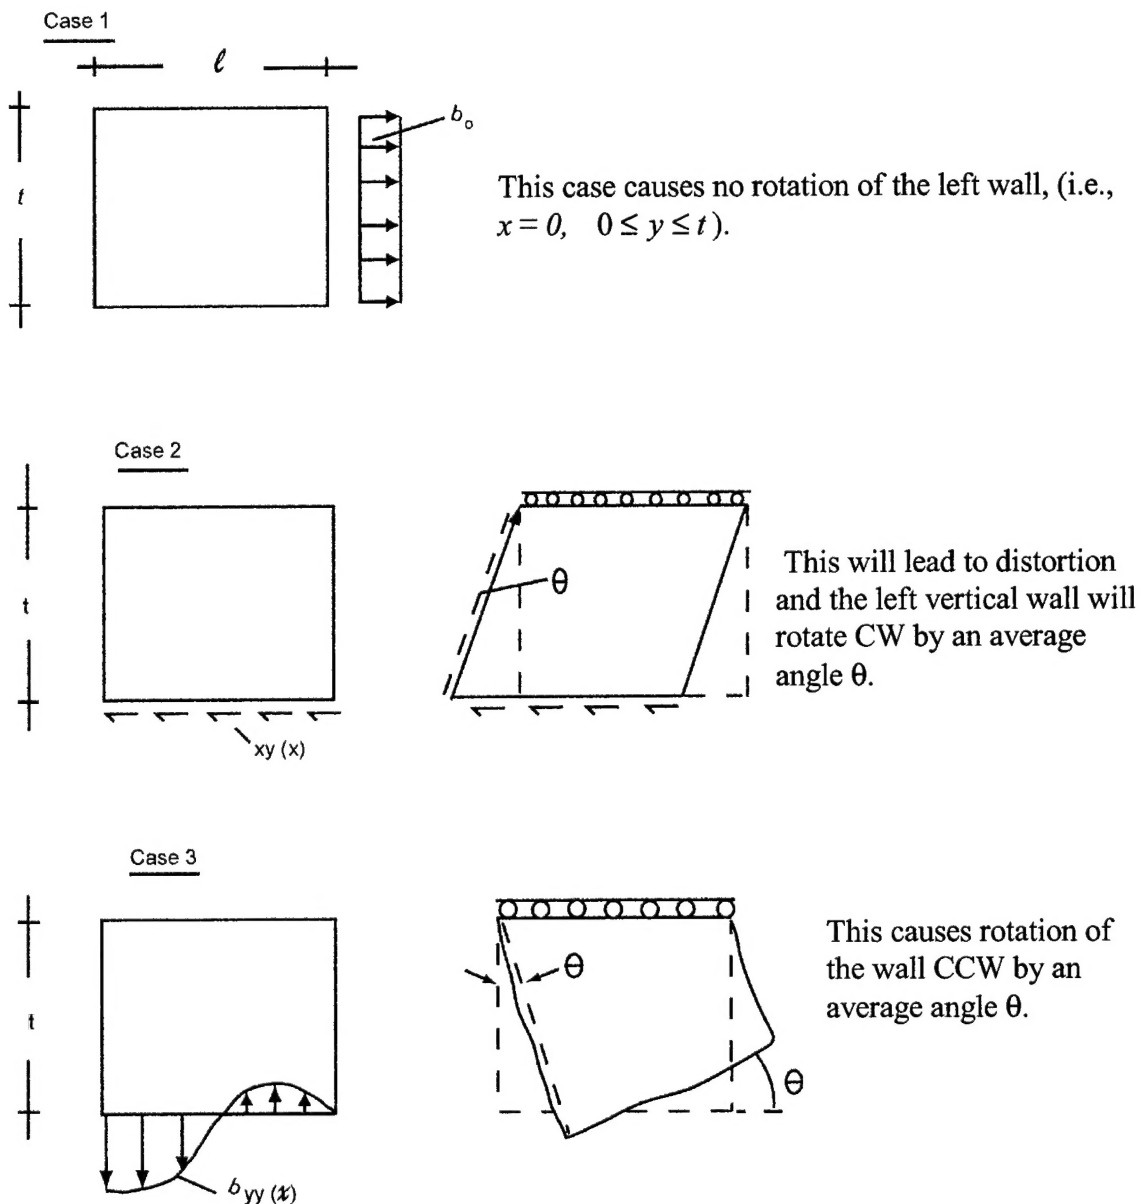 Case 1
ℓ
t
b o
This case causes no rotation of the left wall, (i.e.,
x = 0, 0 ≤ y ≤ t ).
Case 2
t
θ
xy (x)
This will lead to distortion
and the left vertical wall will
rotate CW by an average
angle θ.
Case 3
t
θ
θ
b yy (x)
This causes rotation of
the wall CCW by an
average angle θ.